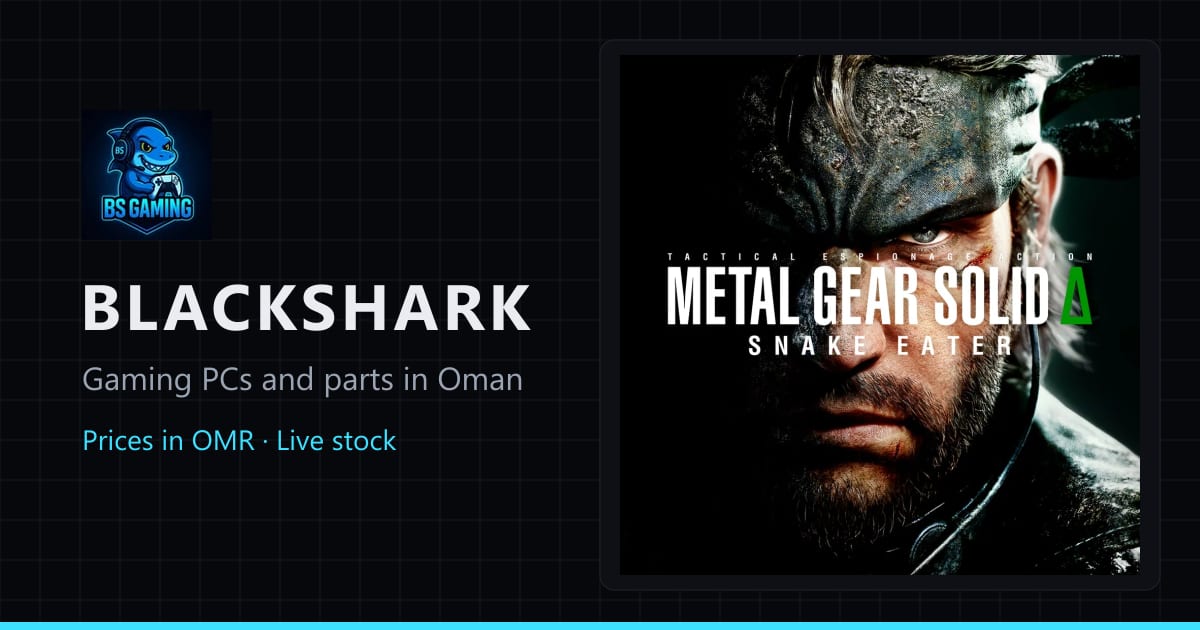 BS
BS GAMING
BLACKSHARK
Gaming PCs and parts in Oman
Prices in OMR · Live stock
TACTICAL ESPIONAGE ACTION
METAL GEAR SOLID Δ
SNAKE EATER